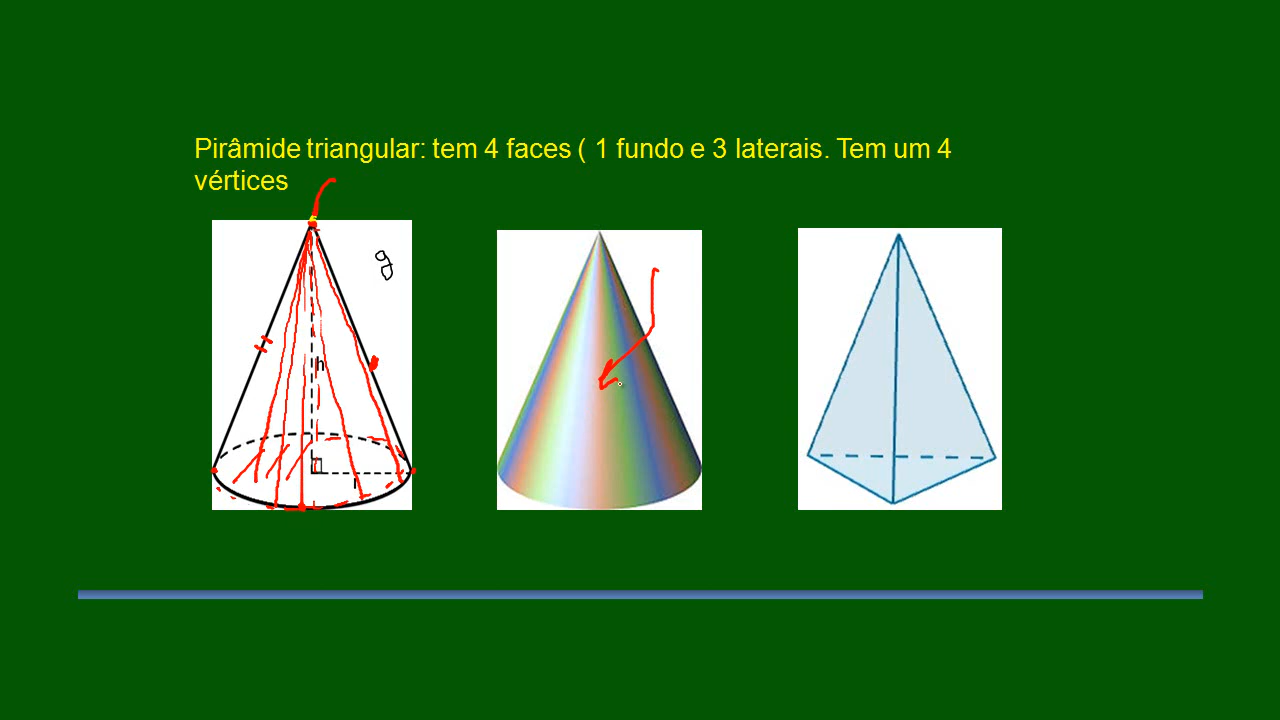 Pirâmide triangular: tem 4 faces ( 1 fundo e 3 laterais. Tem um 4
vértices
h